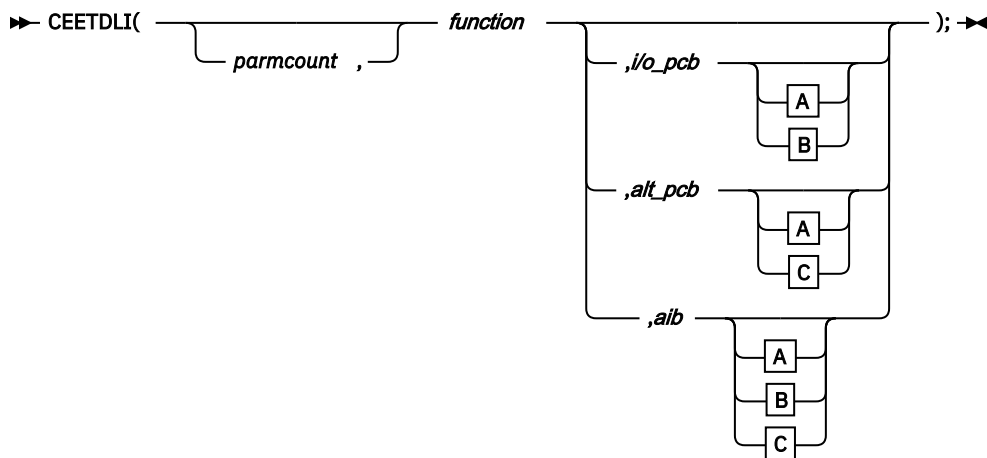 CEETDLI( function );
parmcount ,
,i/o_pcb
A
B
,alt_pcb
A
C
,aib
A
B
C